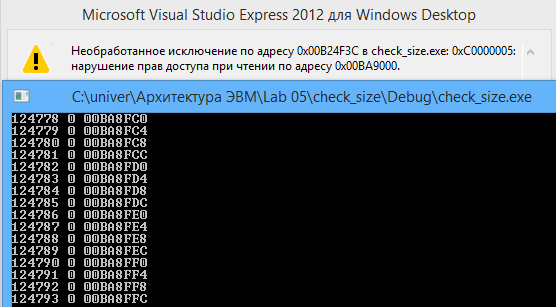 Microsoft Visual Studio Express 2012 для Windows Desktop
Необработанное исключение по адресу 0x00B24F3C в check_size.exe: 0xC0000005:
нарушение прав доступа при чтении по адресу 0x00BA9000.
C:\univer\Архитектура ЭВМ\Lab 05\check_size\Debug\check_size.exe
124778 0 00BA8FC0
124779 0 00BA8FC4
124780 0 00BA8FC8
124781 0 00BA8FCC
124782 0 00BA8FD0
124783 0 00BA8FD4
124784 0 00BA8FD8
124785 0 00BA8FDC
124786 0 00BA8FE0
124787 0 00BA8FE4
124788 0 00BA8FE8
124789 0 00BA8FEC
124790 0 00BA8FF0
124791 0 00BA8FF4
124792 0 00BA8FF8
124793 0 00BA8FFC